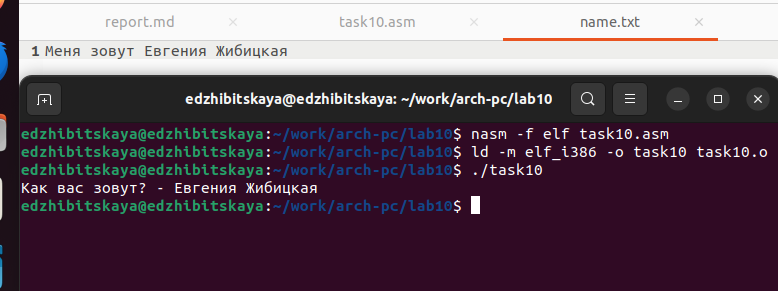 report.md task10.asm name.txt
1 Меня зовут Евгения Жибицкая
edzhibitskaya@edzhibitskaya: ~/work/arch-pc/lab10
edzhibitskaya@edzhibitskaya:~/work/arch-pc/lab10$ nasm -f elf task10.asm
edzhibitskaya@edzhibitskaya:~/work/arch-pc/lab10$ ld -m elf_i386 -o task10 task10.o
edzhibitskaya@edzhibitskaya:~/work/arch-pc/lab10$ ./task10
Как вас зовут? - Евгения Жибицкая
edzhibitskaya@edzhibitskaya:~/work/arch-pc/lab10$